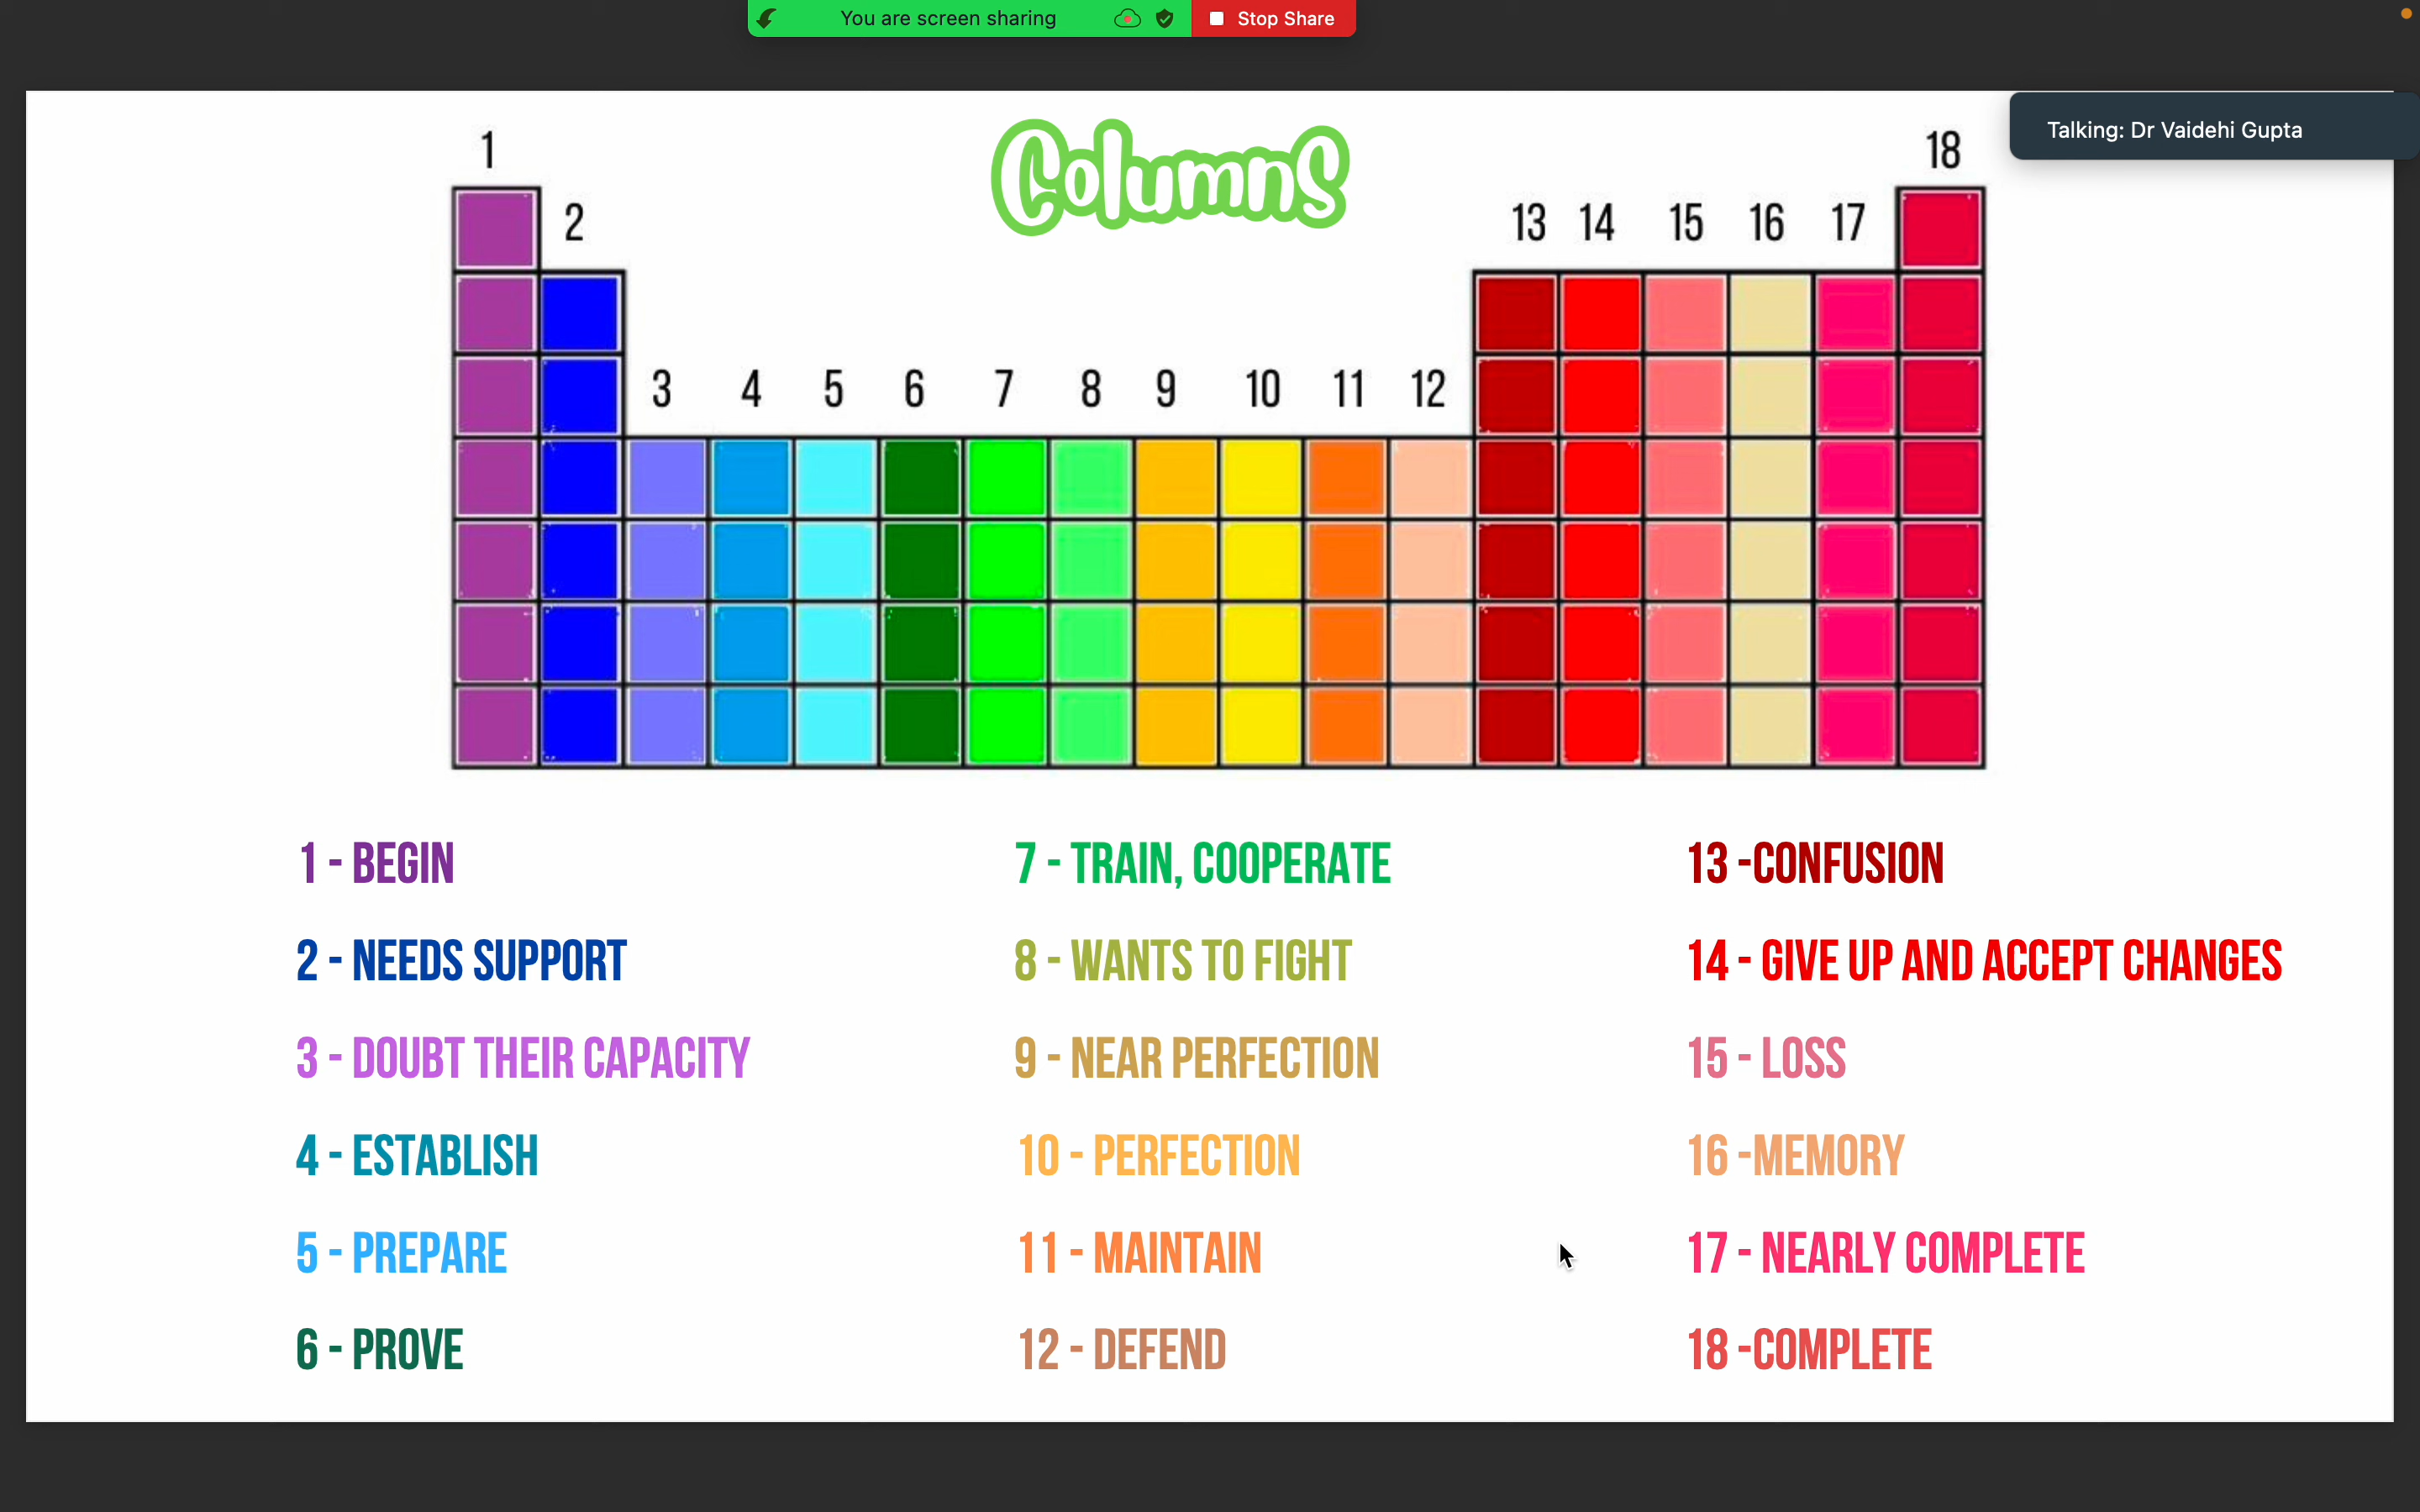 You are screen sharing
Stop Share
Talking: Dr Vaidehi Gupta
Columns
1
18
2
13 14 15 16 17
3 4 5 6 7 8 9 10 11 12
1 - BEGIN
2 - NEEDS SUPPORT
3 - DOUBT THEIR CAPACITY
4 - ESTABLISH
5 - PREPARE
6 - PROVE
7 - TRAIN, COOPERATE
8 - WANTS TO FIGHT
9 - NEAR PERFECTION
10 - PERFECTION
11 - MAINTAIN
12 - DEFEND
13 -CONFUSION
14 - GIVE UP AND ACCEPT CHANGES
15 - LOSS
16 -MEMORY
17 - NEARLY COMPLETE
18 -COMPLETE